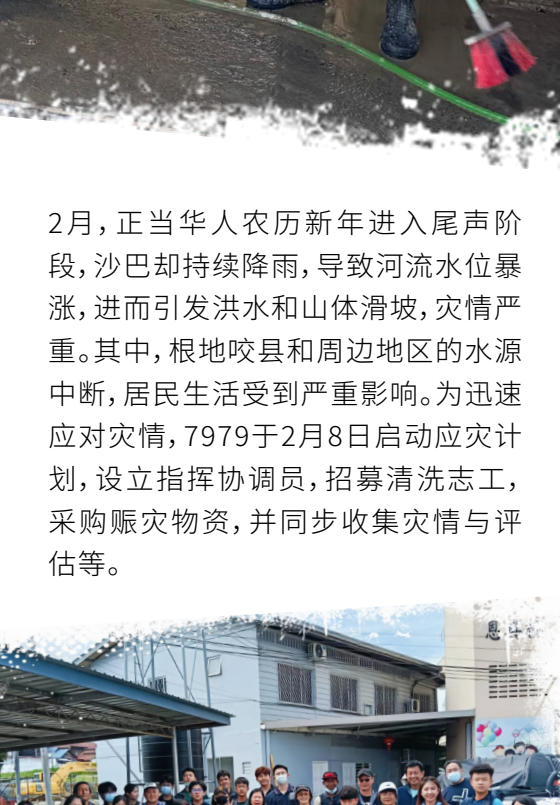 2月，正当华人农历新年进入尾声阶
段，沙巴却持续降雨，导致河流水位暴
涨，进而引发洪水和山体滑坡，灾情严
重。其中，根地咬县和周边地区的水源
中断，居民生活受到严重影响。为迅速
应对灾情，7979于2月8日启动应灾计
划，设立指挥协调员，招募清洗志工，
采购赈灾物资，并同步收集灾情与评
估等。